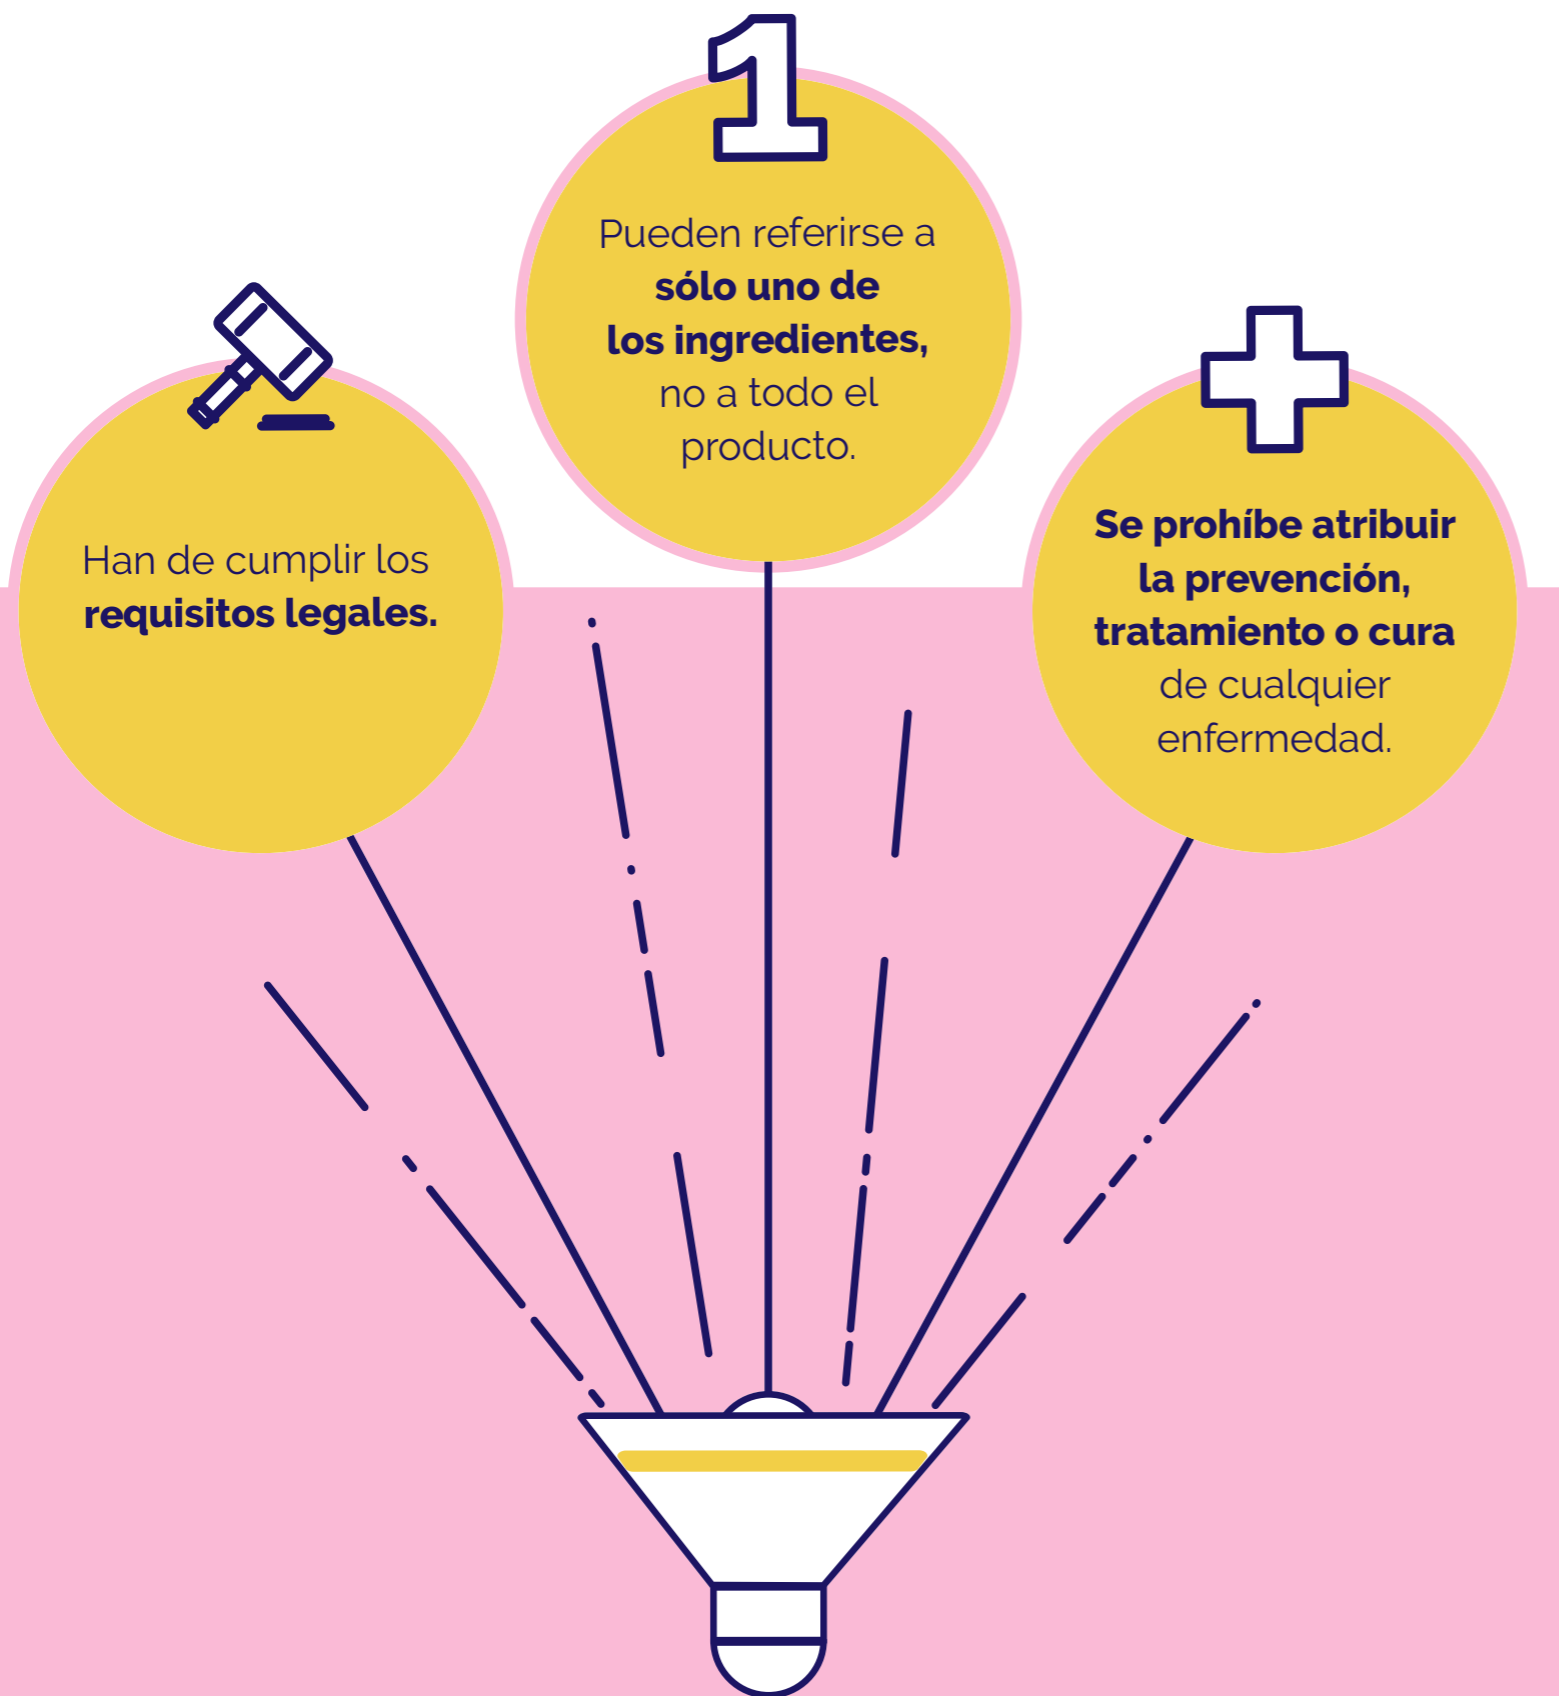 1
Pueden referirse a
sólo uno de
los ingredientes,
no a todo el
producto.
Han de cumplir los
requisitos legales.
Se prohíbe atribuir
la prevención,
tratamiento o cura
de cualquier
enfermedad.